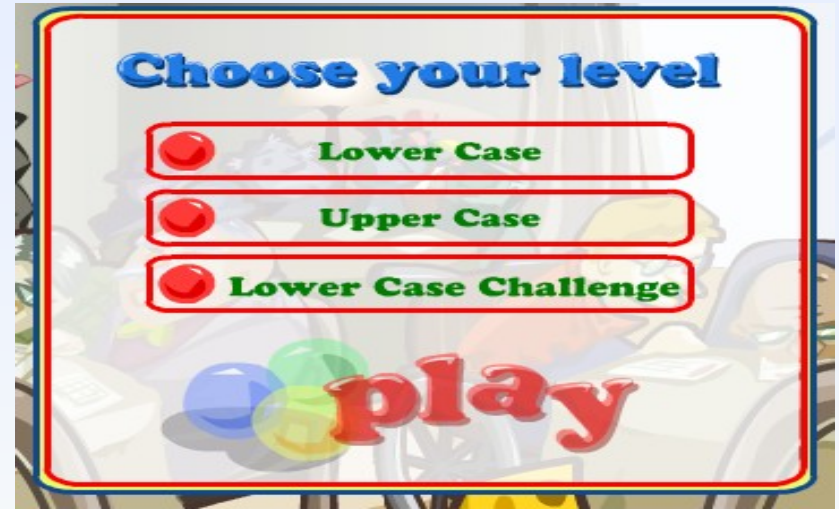 Choose your level
Lower Case
Upper Case
Lower Case Challenge
play